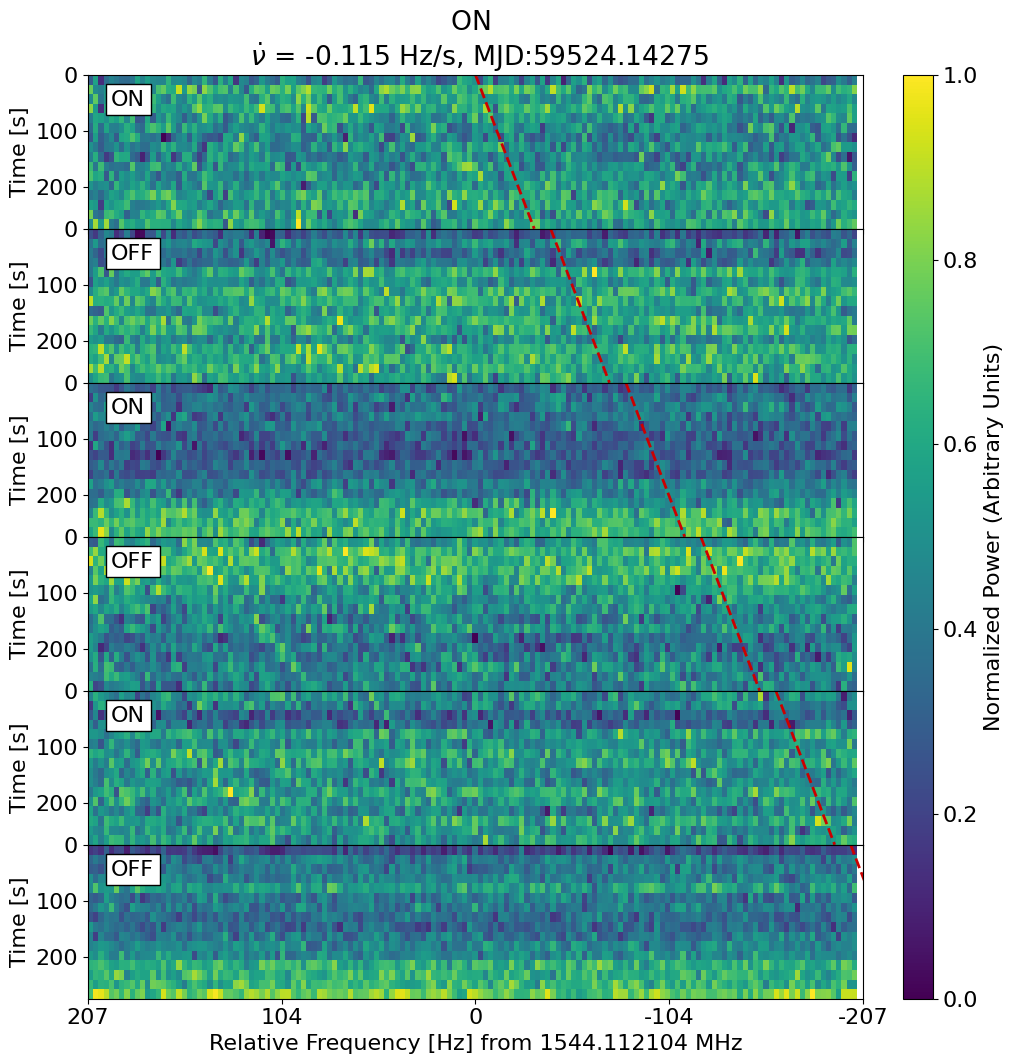 ON
ν̇ = -0.115 Hz/s, MJD:59524.14275
0
100
200
Time [s]
ON
0
100
200
Time [s]
OFF
0
100
200
Time [s]
ON
0
100
200
Time [s]
OFF
0
100
200
Time [s]
ON
0
100
200
Time [s]
OFF
207 104 0 -104 -207
Relative Frequency [Hz] from 1544.112104 MHz
1.0
0.8
0.6
0.4
0.2
0.0
Normalized Power (Arbitrary Units)